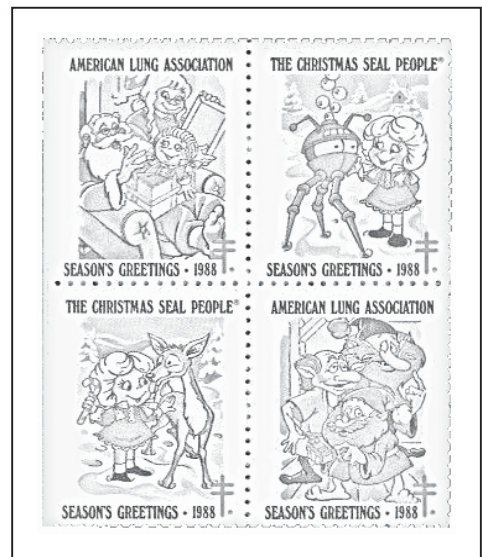 AMERICAN LUNG ASSOCIATION
SEASON'S GREETINGS • 1988
THE CHRISTMAS SEAL PEOPLE®
SEASON'S GREETINGS • 1988
THE CHRISTMAS SEAL PEOPLE®
SEASON'S GREETINGS • 1988
AMERICAN LUNG ASSOCIATION
SEASON'S GREETINGS • 1988